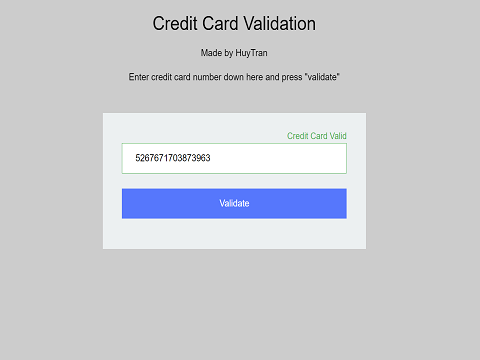 Credit Card Validation
Made by HuyTran
Enter credit card number down here and press "validate"
Credit Card Valid
5267671703873963
Validate